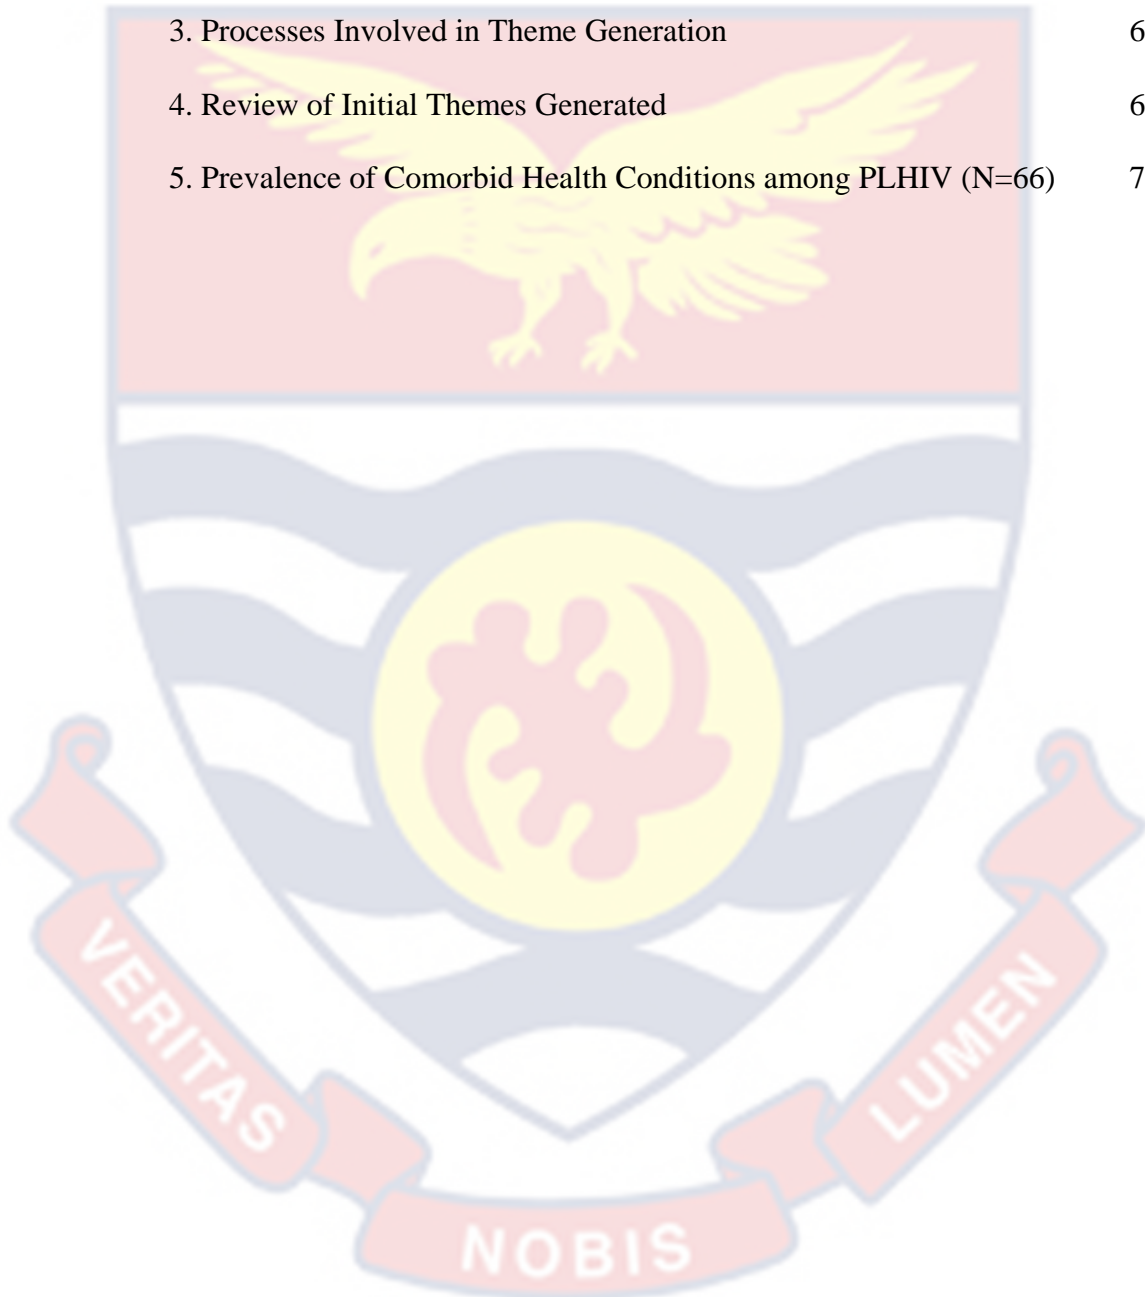 3. Processes Involved in Theme Generation 6
4. Review of Initial Themes Generated 6
5. Prevalence of Comorbid Health Conditions among PLHIV (N=66) 7
VERITAS
NOBIS
LUMEN